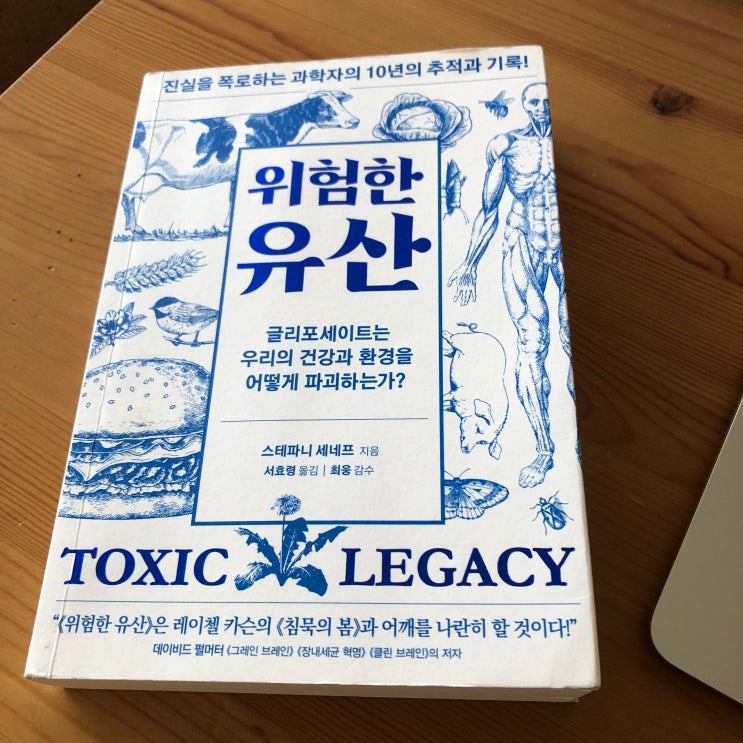 진실을 폭로하는 과학자의 10년의 추적과 기록!
위험한
유산
글리포세이트는
우리의 건강과 환경을
어떻게 파괴하는가?
스테파니 세네프 지음
서효령 옮김 | 최웅 감수
TOXIC LEGACY
“《위험한 유산》은 레이첼 카슨의 《침묵의 봄》과 어깨를 나란히 할 것이다!”
데이비드 펄머터 《그레인 브레인》 《장내세균 혁명》 《클린 브레인》의 저자